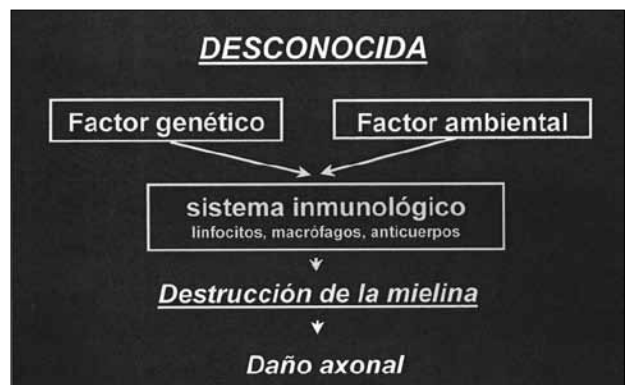 DESCONOCIDA
Factor genético
Factor ambiental
sistema inmunológico
linfocitos, macrófagos, anticuerpos
Destrucción de la mielina
Daño axonal